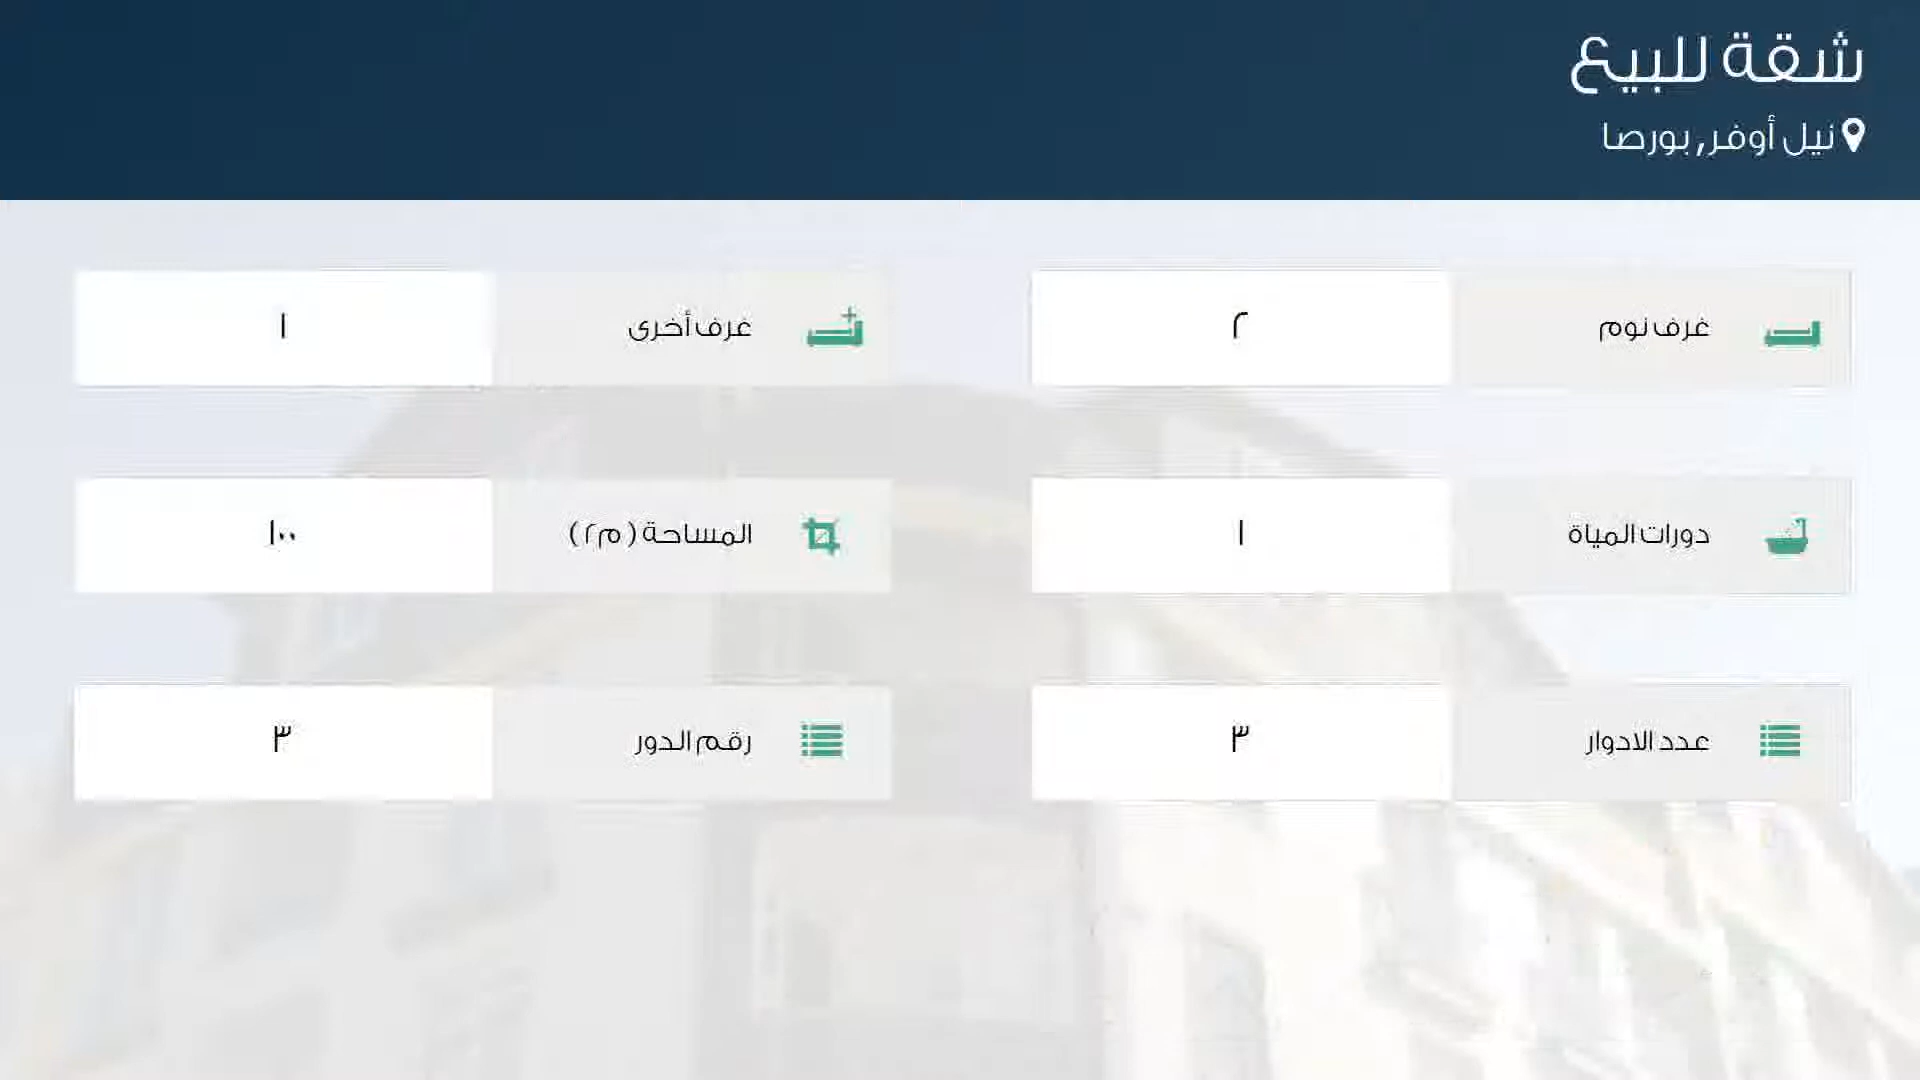 شقة للبيع
نيل أوفر, بورصا
غرف نوم
٢
غرف أخرى
١
دورات المياة
١
المساحة (م٢)
١٠٠
عدد الادوار
٣
رقم الدور
٣